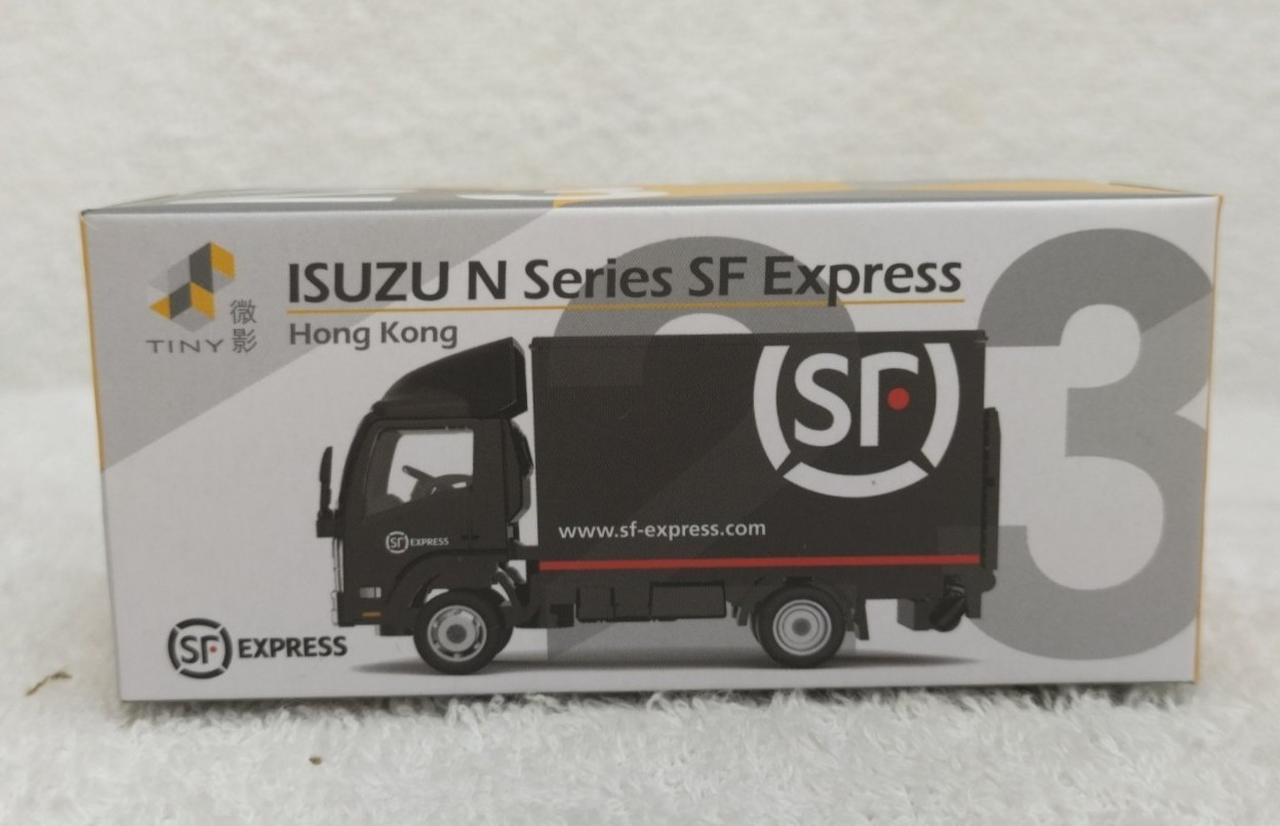 ISUZU N Series SF Express
Hong Kong
TINY 微影
23
SF
www.sf-express.com
SF EXPRESS
SF EXPRESS